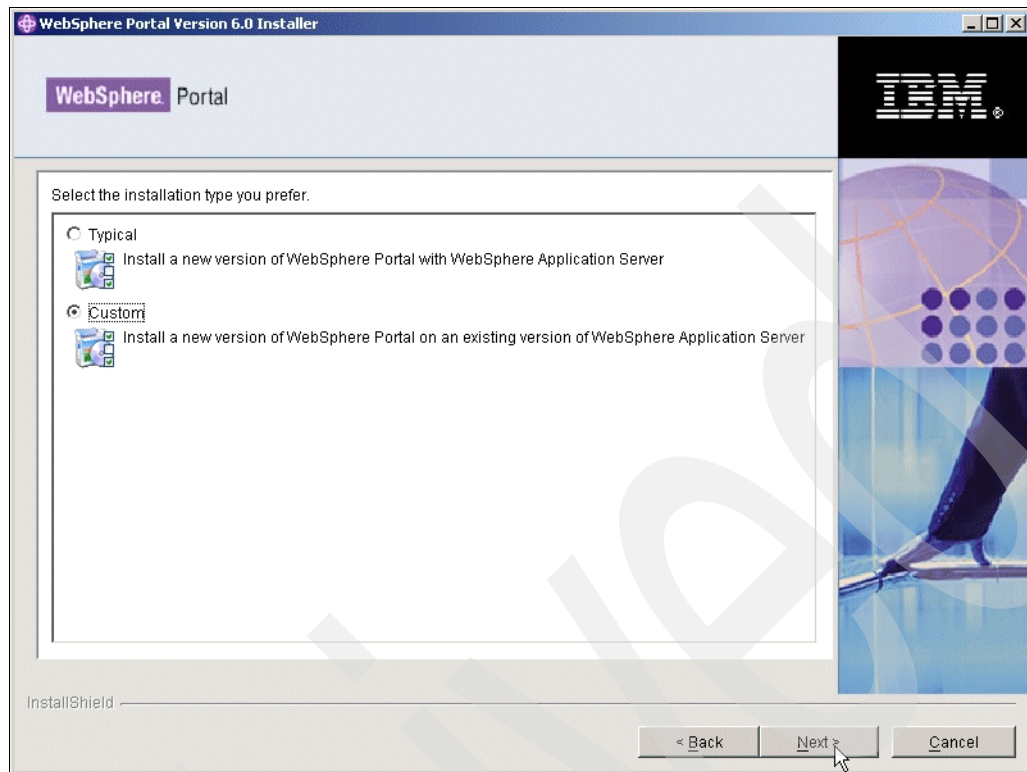 WebSphere Portal Version 6.0 Installer
WebSphere. Portal
IBM®
Select the installation type you prefer.
Typical
Install a new version of WebSphere Portal with WebSphere Application Server
Custom
Install a new version of WebSphere Portal on an existing version of WebSphere Application Server
InstallShield
< Back Next > Cancel